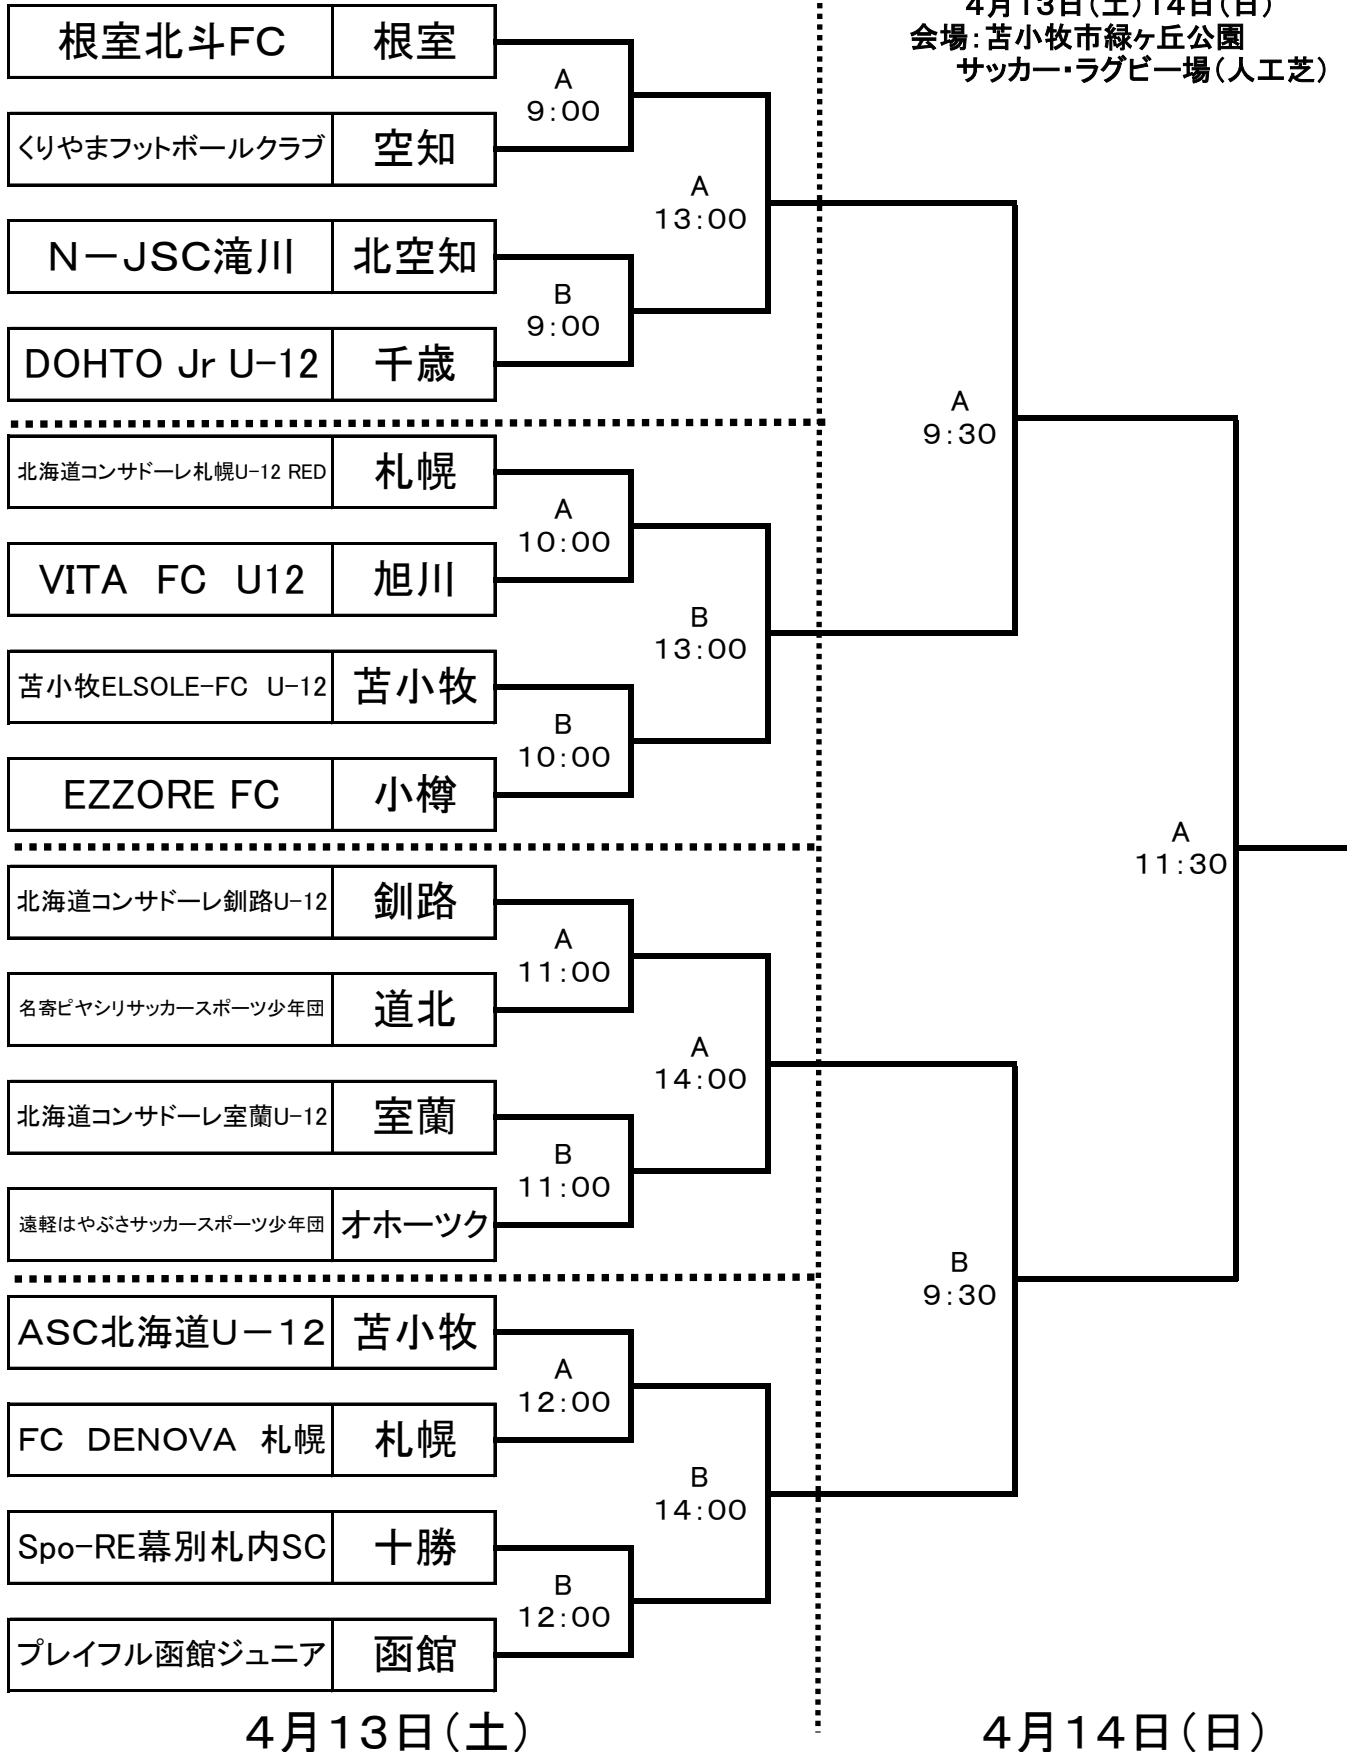 4月13日(土)14日(日)
会場:苫小牧市緑ヶ丘公園
サッカー・ラグビー場(人工芝)
根室北斗FC 根室
A
9:00
くりやまフットボールクラブ 空知
A
13:00
N－JSC滝川 北空知
B
9:00
DOHTO Jr U-12 千歳
A
9:30
北海道コンサドーレ札幌U-12 RED 札幌
A
10:00
VITA　FC　U12 旭川
B
13:00
苫小牧ELSOLE-FC　U-12 苫小牧
B
10:00
EZZORE FC 小樽
A
11:30
北海道コンサドーレ釧路U-12 釧路
A
11:00
名寄ピヤシリサッカースポーツ少年団 道北
A
14:00
北海道コンサドーレ室蘭U-12 室蘭
B
11:00
遠軽はやぶさサッカースポーツ少年団 オホーツク
B
9:30
ASC北海道U－12 苫小牧
A
12:00
FC　DENOVA　札幌 札幌
B
14:00
Spo-RE幕別札内SC 十勝
B
12:00
プレイフル函館ジュニア 函館
4月13日(土)
4月14日(日)